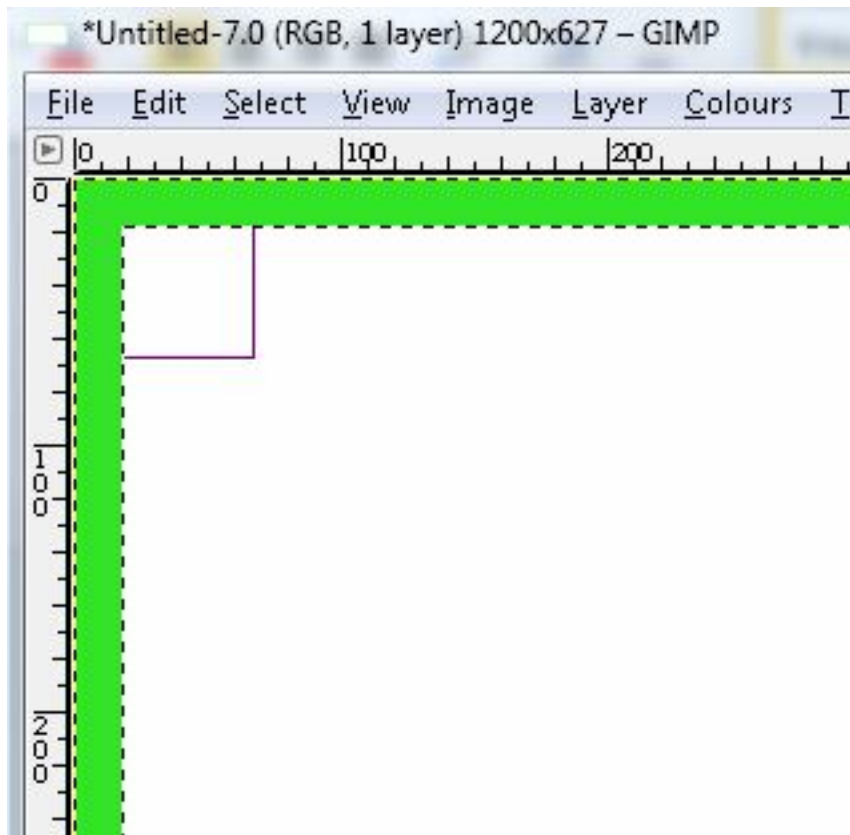 *Untitled-7.0 (RGB, 1 layer) 1200x627 – GIMP
File Edit Select View Image Layer Colours T
0 100 200
0
100
200